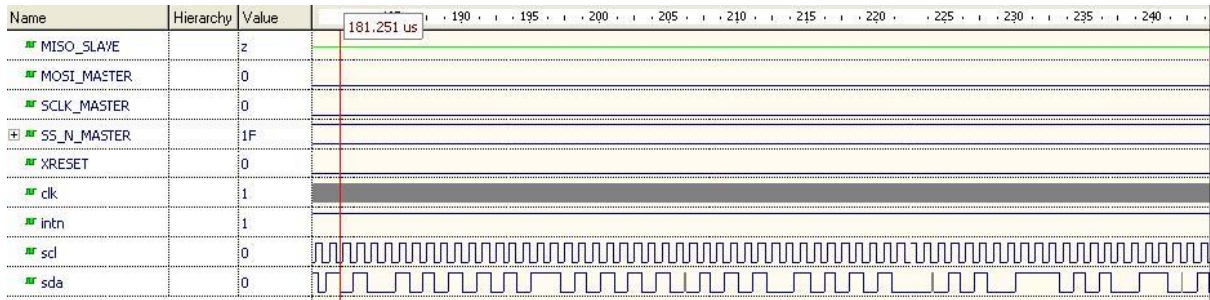 Name Hierarchy Value 190 195 200 205 210 215 220 225 230 235 240
181.251 us
MISO_SLAVE z
MOSI_MASTER 0
SCLK_MASTER 0
SS_N_MASTER 1F
XRESET 0
clk 1
intn 1
scl 0
sda 0